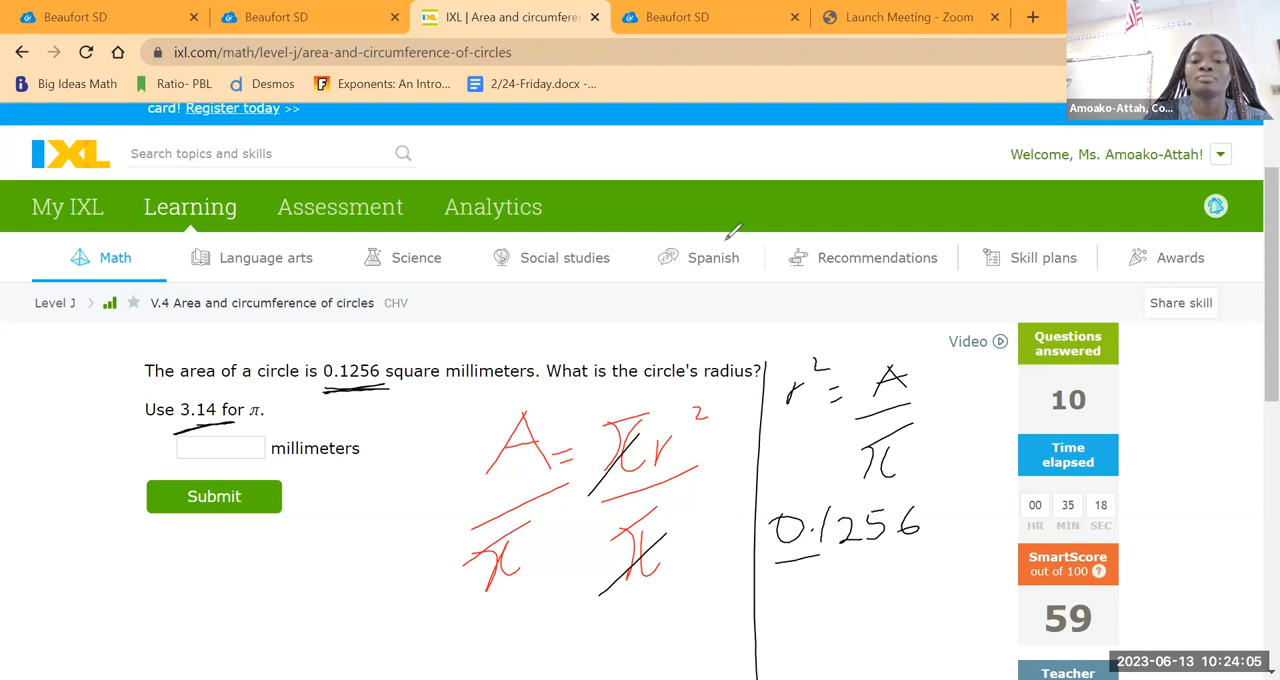 Beaufort SD
Beaufort SD
IXL | Area and circumferen
Beaufort SD
Launch Meeting - Zoom
ixl.com/math/level-j/area-and-circumference-of-circles
Big Ideas Math
Ratio- PBL
Desmos
Exponents: An Intro...
2/24-Friday.docx -...
Amoako-Attah, Co...
card! Register today >>
IXL
Search topics and skills
Welcome, Ms. Amoako-Attah!
My IXL
Learning
Assessment
Analytics
Math
Language arts
Science
Social studies
Spanish
Recommendations
Skill plans
Awards
Level J > V.4 Area and circumference of circles CHV
Share skill
Video
The area of a circle is 0.1256 square millimeters. What is the circle's radius?
Use 3.14 for π.
millimeters
Submit
A = πr²
π π
r² = A
π
0.1256
Questions
answered
10
Time
elapsed
00 35 18
HR MIN SEC
SmartScore
out of 100 ?
59
Teacher
2023-06-13 10:24:05